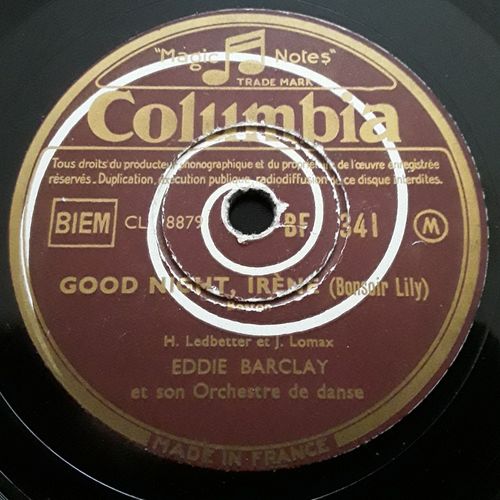 "Magic Notes"
TRADE MARK
Columbia
Tous droits du producteur phonographique et du propriétaire de l'œuvre enregistrée
réservés._Duplication, exécution publique, radiodiffusion de ce disque interdites.
BIEM CL 8879 BF 341 M
GOOD NIGHT, IRÈNE (Bonsoir Lily)
H. Ledbetter et J. Lomax
EDDIE BARCLAY
et son Orchestre de danse
MADE IN FRANCE